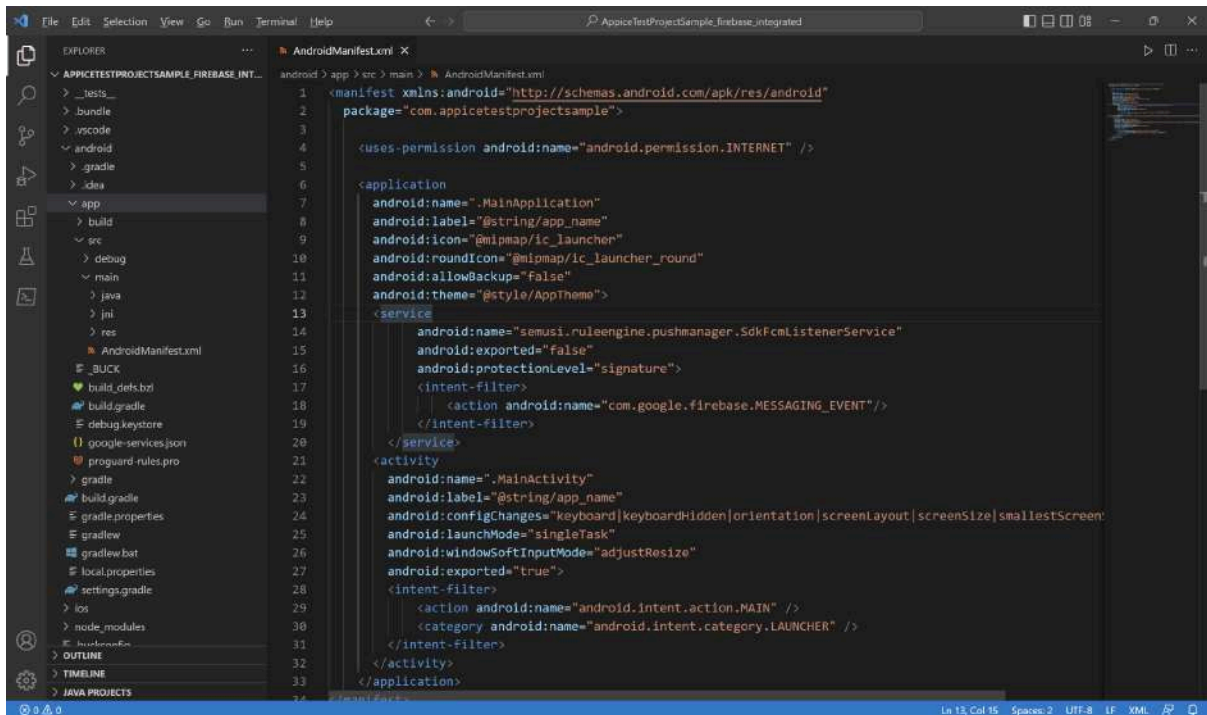 File Edit Selection View Go Run Terminal Help
AppiceTestProjectSample_firebase_integrated
EXPLORER
APPICETESTPROJECTSAMPLE_FIREBASE_INT...
__tests__
.bundle
.vscode
android
.gradle
.idea
app
build
src
debug
main
java
jni
res
AndroidManifest.xml
_BUCK
build_defs.bzl
build.gradle
debug.keystore
google-services.json
proguard-rules.pro
gradle
build.gradle
gradle.properties
gradlew
gradlew.bat
local.properties
settings.gradle
ios
node_modules
OUTLINE
TIMELINE
JAVA PROJECTS
AndroidManifest.xml
android > app > src > main > AndroidManifest.xml
1 <manifest xmlns:android="http://schemas.android.com/apk/res/android"
2 package="com.appicetestprojectsample">
3
4 <uses-permission android:name="android.permission.INTERNET" />
5
6 <application
7 android:name=".MainApplication"
8 android:label="@string/app_name"
9 android:icon="@mipmap/ic_launcher"
10 android:roundIcon="@mipmap/ic_launcher_round"
11 android:allowBackup="false"
12 android:theme="@style/AppTheme">
13 <service
14 android:name="semusi.ruleengine.pushmanager.SdkFcmListenerService"
15 android:exported="false"
16 android:protectionLevel="signature">
17 <intent-filter>
18 <action android:name="com.google.firebase.MESSAGING_EVENT"/>
19 </intent-filter>
20 </service>
21 <activity
22 android:name=".MainActivity"
23 android:label="@string/app_name"
24 android:configChanges="keyboard|keyboardHidden|orientation|screenLayout|screenSize|smallestScreen
25 android:launchMode="singleTask"
26 android:windowSoftInputMode="adjustResize"
27 android:exported="true">
28 <intent-filter>
29 <action android:name="android.intent.action.MAIN" />
30 <category android:name="android.intent.category.LAUNCHER" />
31 </intent-filter>
32 </activity>
33 </application>
34 </manifest>
0 0 Ln 13, Col 15 Spaces: 2 UTF-8 LF XML